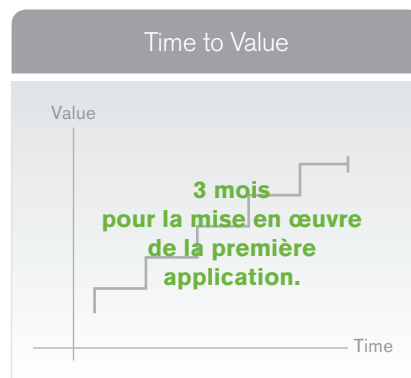 Time to Value
Value
3 mois
pour la mise en œuvre
de la première
application.
Time